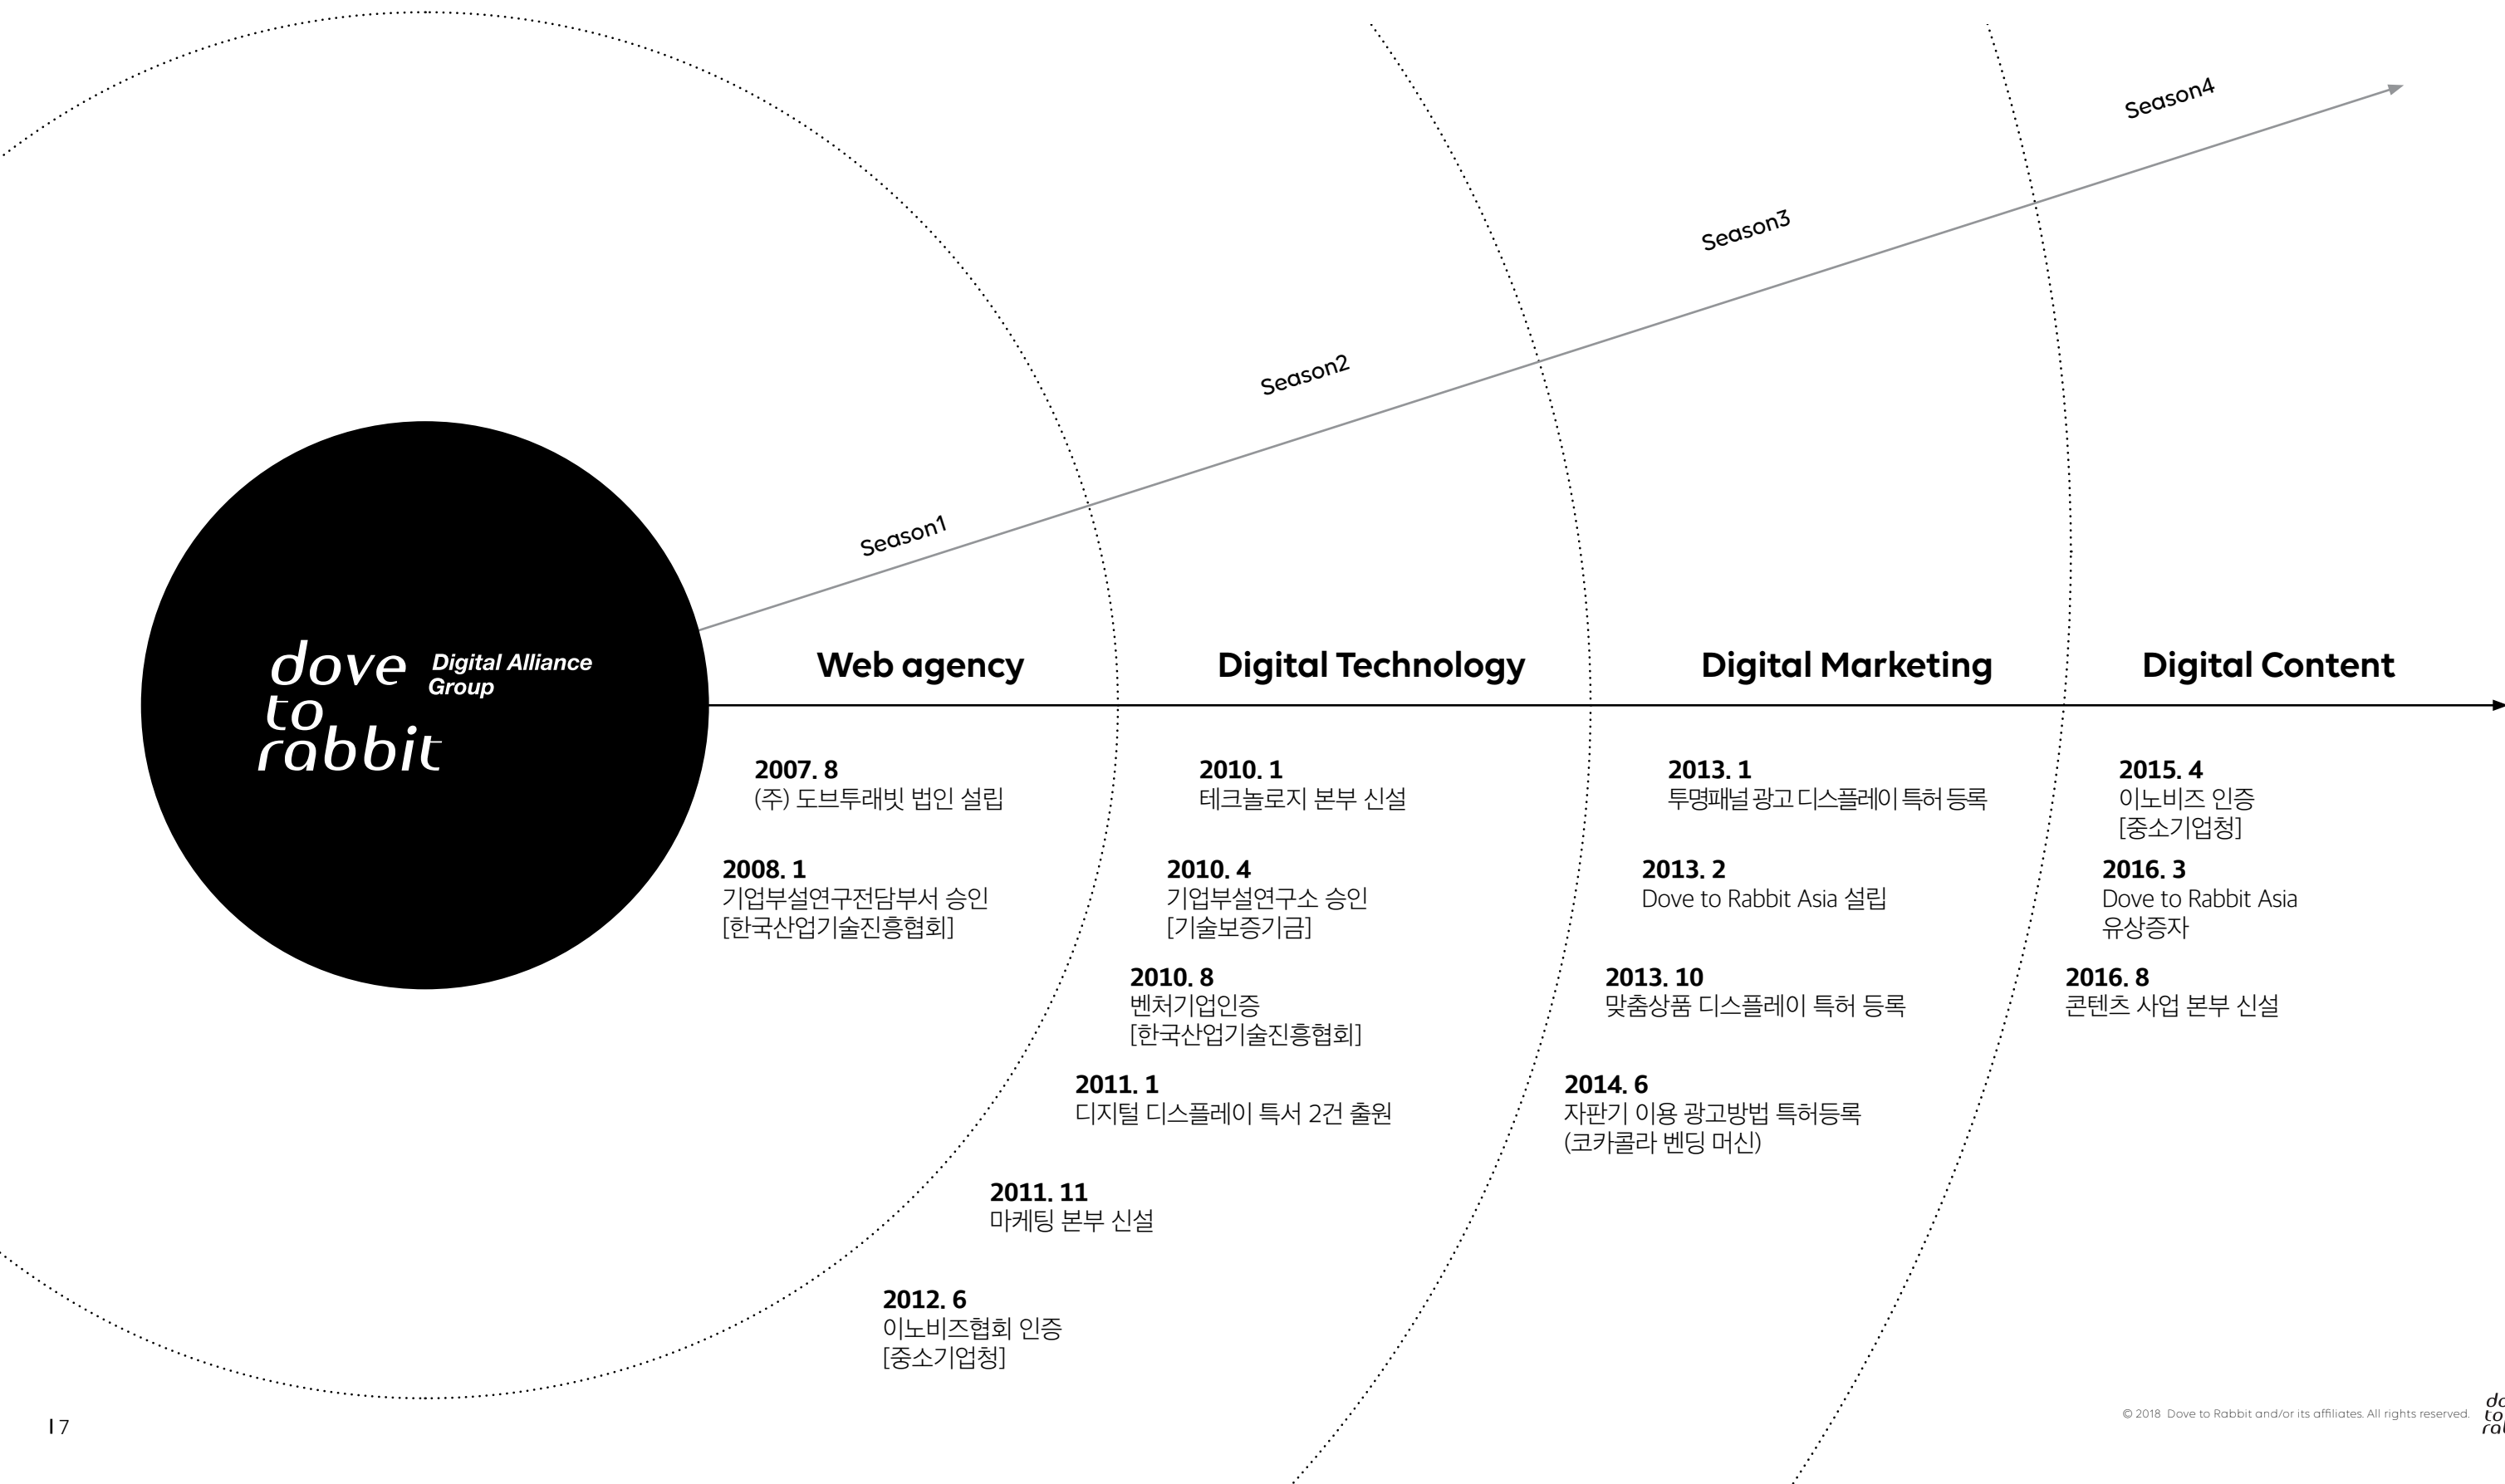 Season4
Season3
Season2
Season1
dove
to
rabbit
Digital Alliance
Group
Web agency
2007. 8
(주) 도브투래빗 법인 설립
2008. 1
기업부설연구전담부서 승인
[한국산업기술진흥협회]
Digital Technology
2010. 1
테크놀로지 본부 신설
2010. 4
기업부설연구소 승인
[기술보증기금]
2010. 8
벤처기업인증
[한국산업기술진흥협회]
2011. 1
디지털 디스플레이 특서 2건 출원
2011. 11
마케팅 본부 신설
2012. 6
이노비즈협회 인증
[중소기업청]
Digital Marketing
2013. 1
투명패널 광고 디스플레이 특허 등록
2013. 2
Dove to Rabbit Asia 설립
2013. 10
맞춤상품 디스플레이 특허 등록
2014. 6
자판기 이용 광고방법 특허등록
(코카콜라 벤딩 머신)
Digital Content
2015. 4
이노비즈 인증
[중소기업청]
2016. 3
Dove to Rabbit Asia
유상증자
2016. 8
콘텐츠 사업 본부 신설
| 7
© 2018 Dove to Rabbit and/or its affiliates. All rights reserved.
to